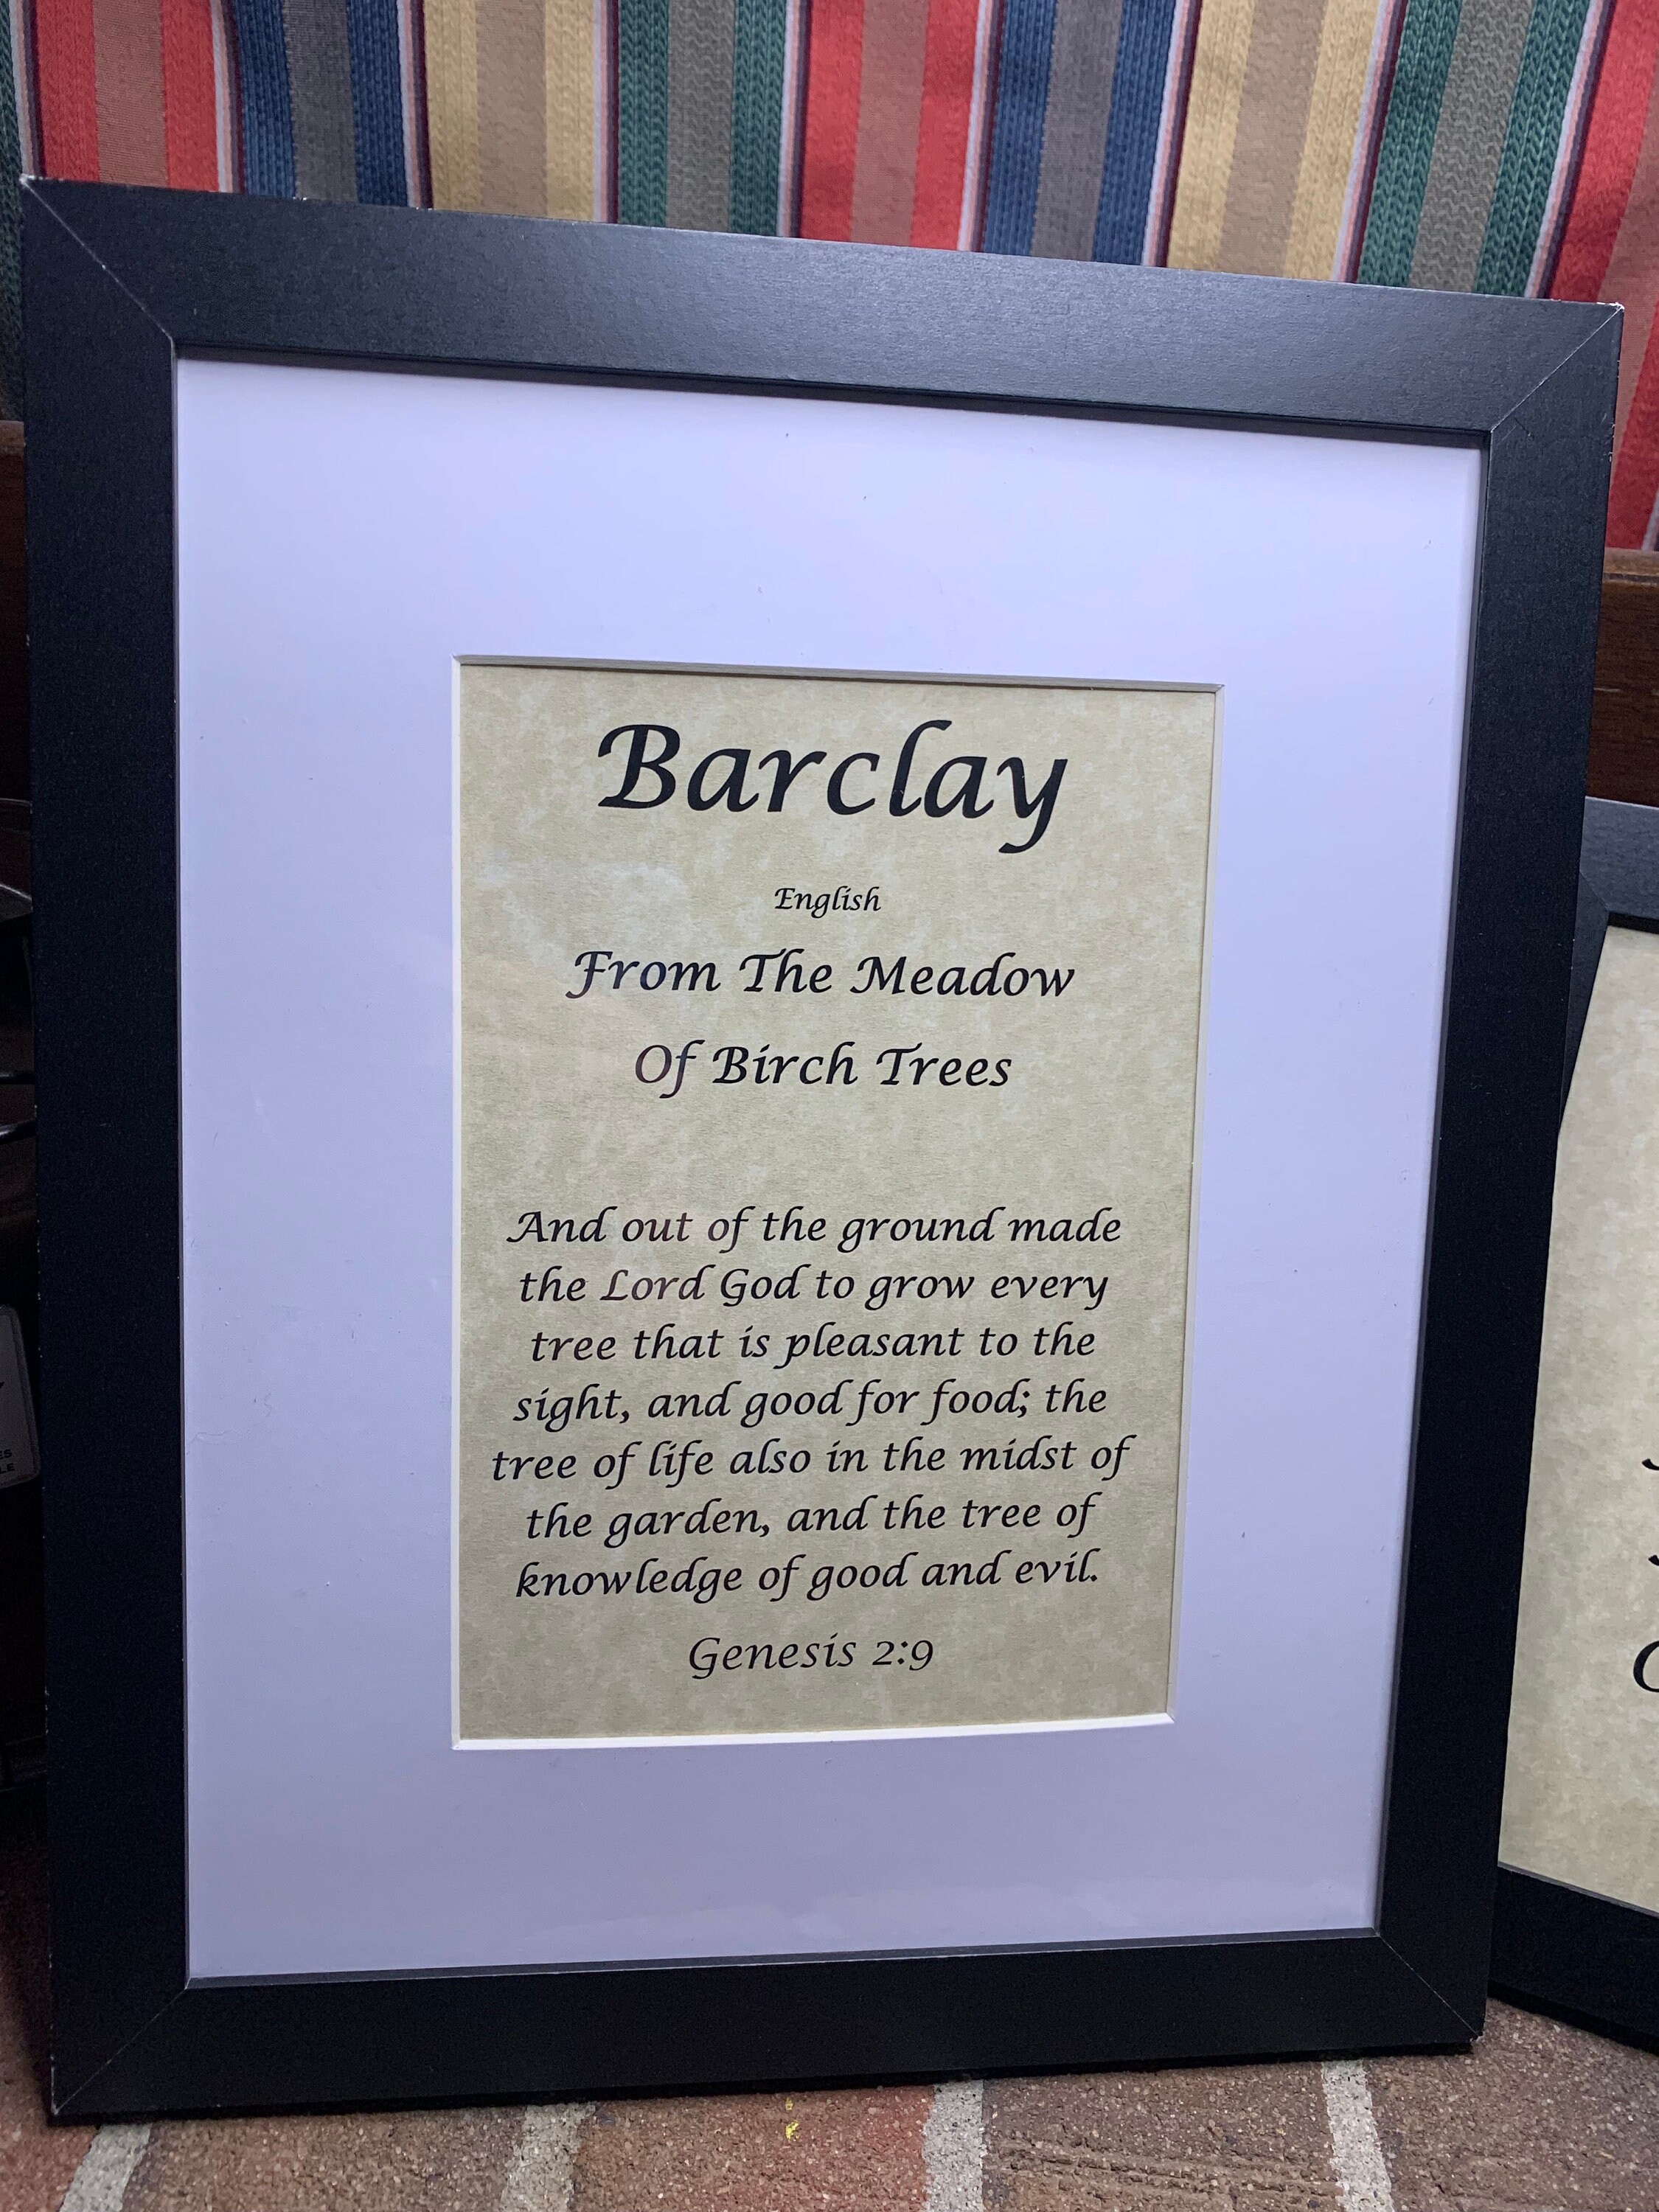 Barclay
English
From The Meadow
Of Birch Trees
And out of the ground made
the Lord God to grow every
tree that is pleasant to the
sight, and good for food; the
tree of life also in the midst of
the garden, and the tree of
knowledge of good and evil.
Genesis 2:9